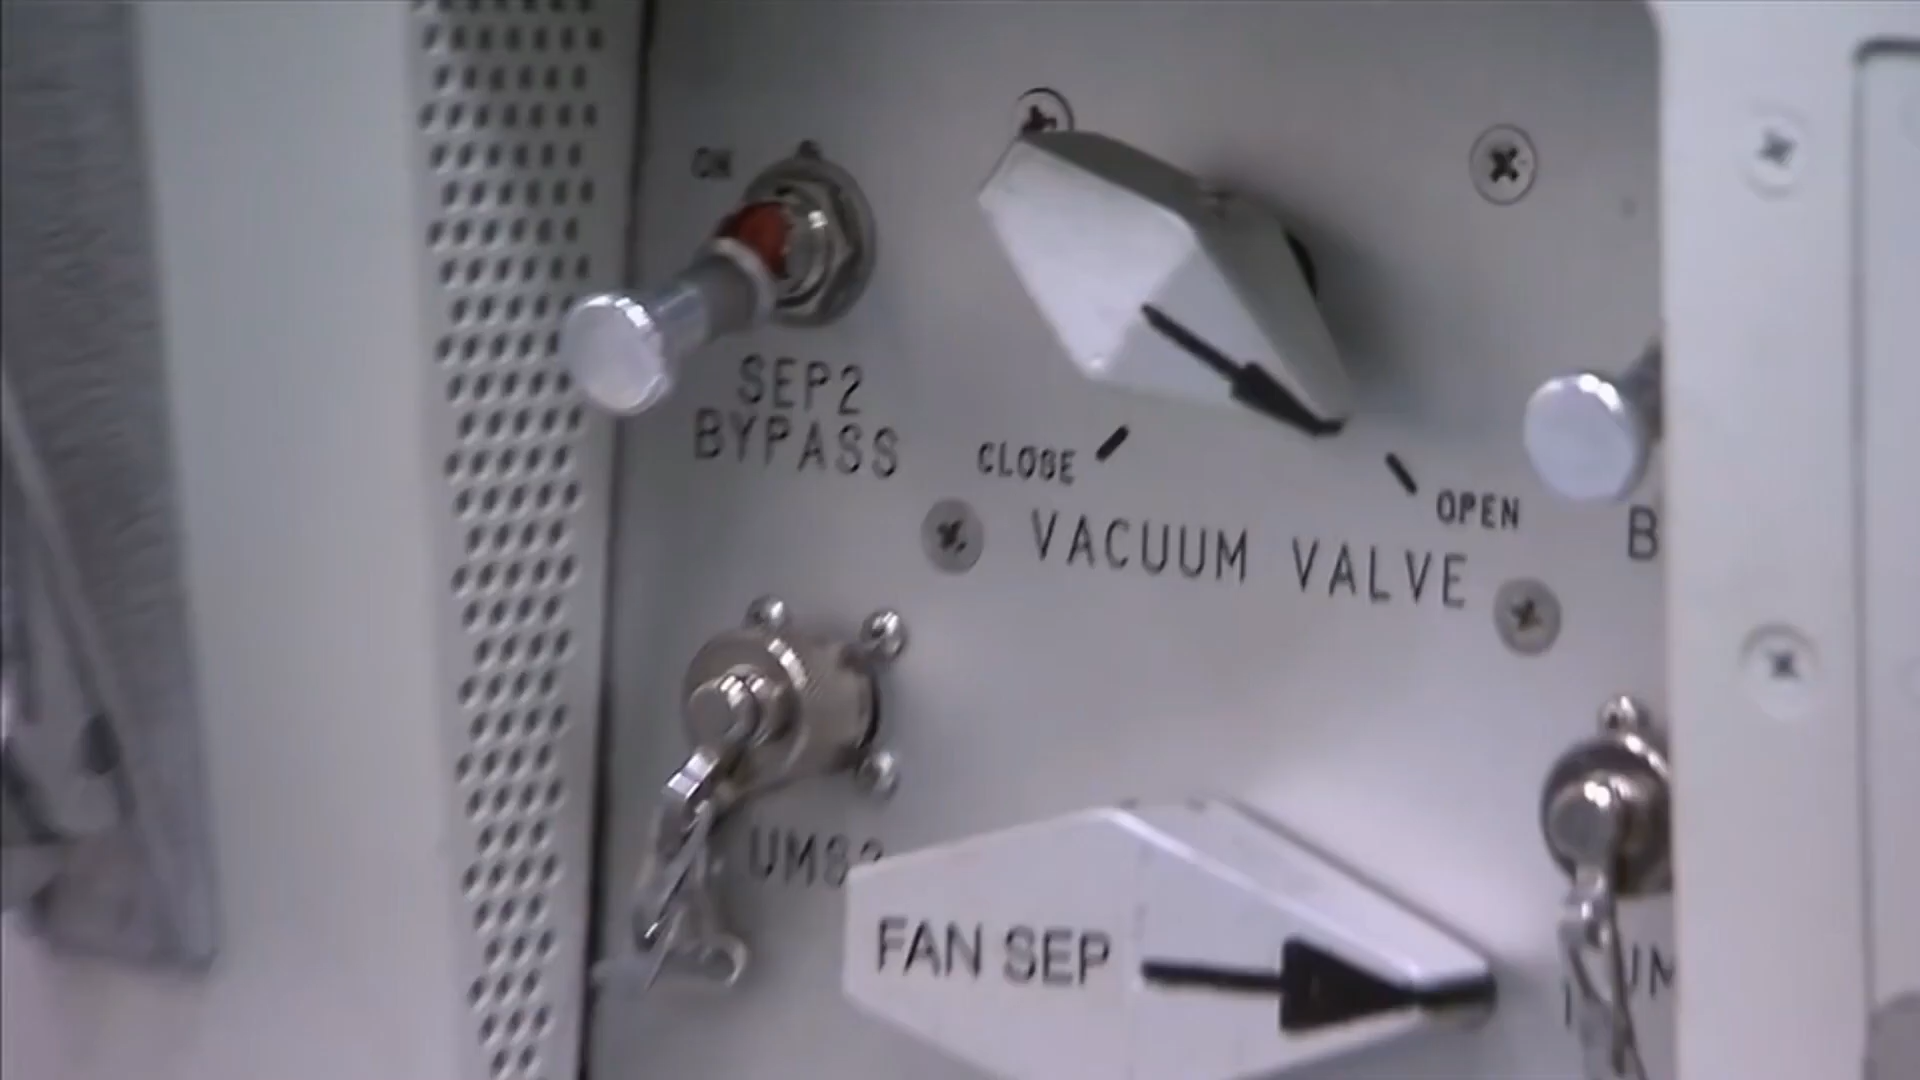 ON
SEP2
BYPASS
CLOSE
OPEN
VACUUM VALVE
B
FAN SEP